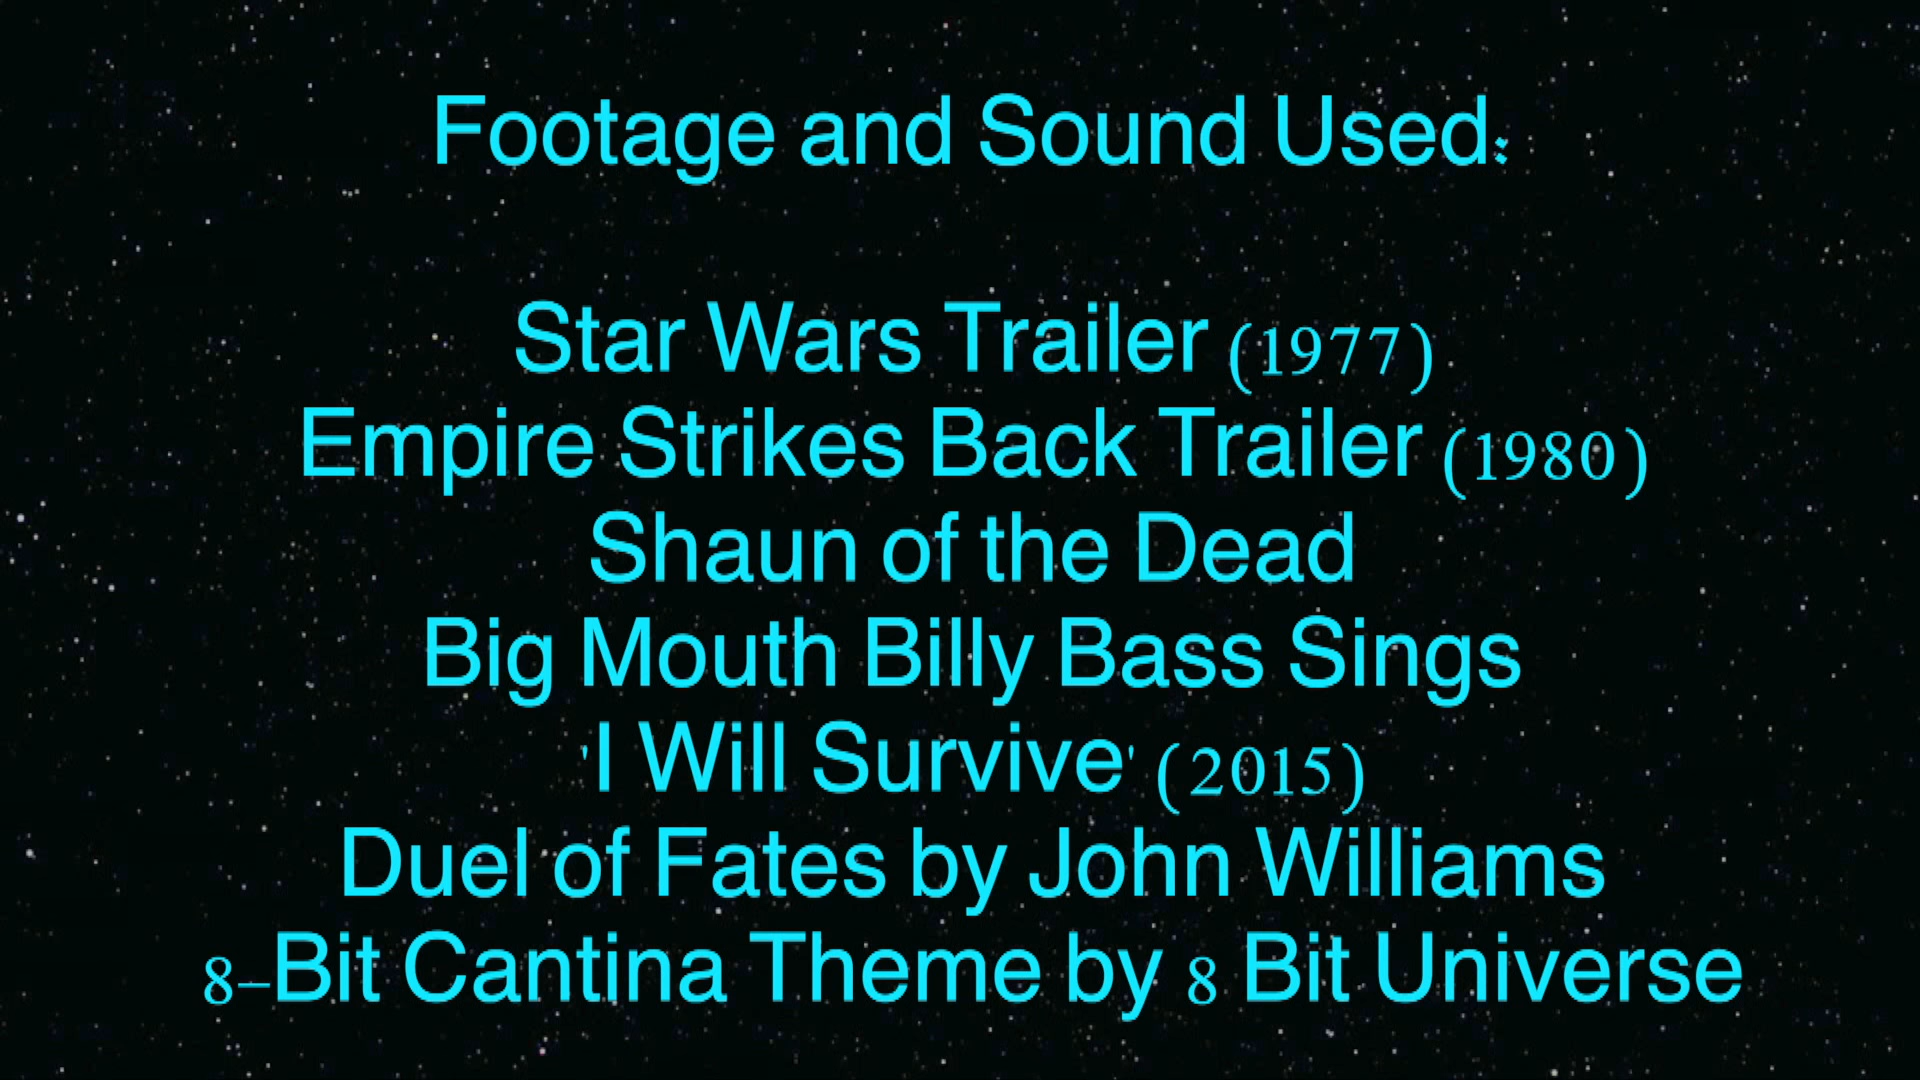 Footage and Sound Used:
Star Wars Trailer (1977)
Empire Strikes Back Trailer (1980)
Shaun of the Dead
Big Mouth Billy Bass Sings
'I Will Survive' (2015)
Duel of Fates by John Williams
8-Bit Cantina Theme by 8 Bit Universe